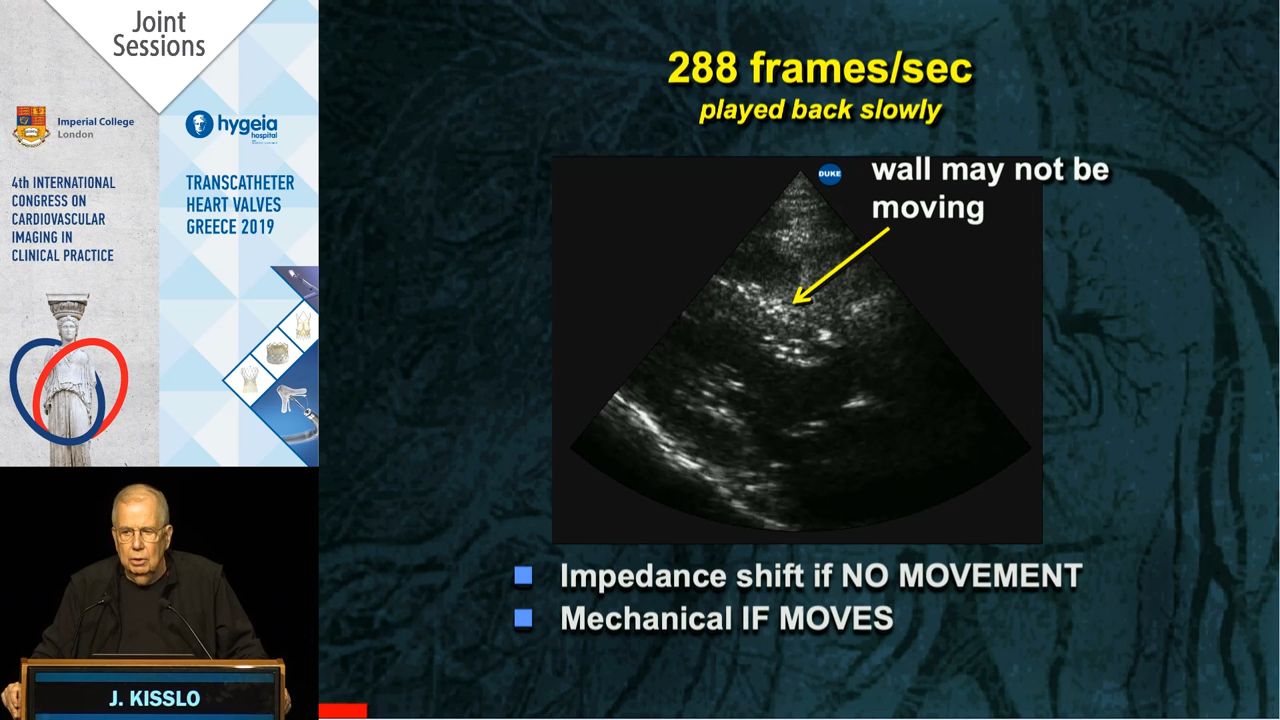 Joint
Sessions
Imperial College
London
hygeia
hospital
4th INTERNATIONAL
CONGRESS ON
CARDIOVASCULAR
IMAGING IN
CLINICAL PRACTICE
TRANSCATHETER
HEART VALVES
GREECE 2019
J. KISSLO
288 frames/sec
played back slowly
DUKE
wall may not be
moving
Impedance shift if NO MOVEMENT
Mechanical IF MOVES